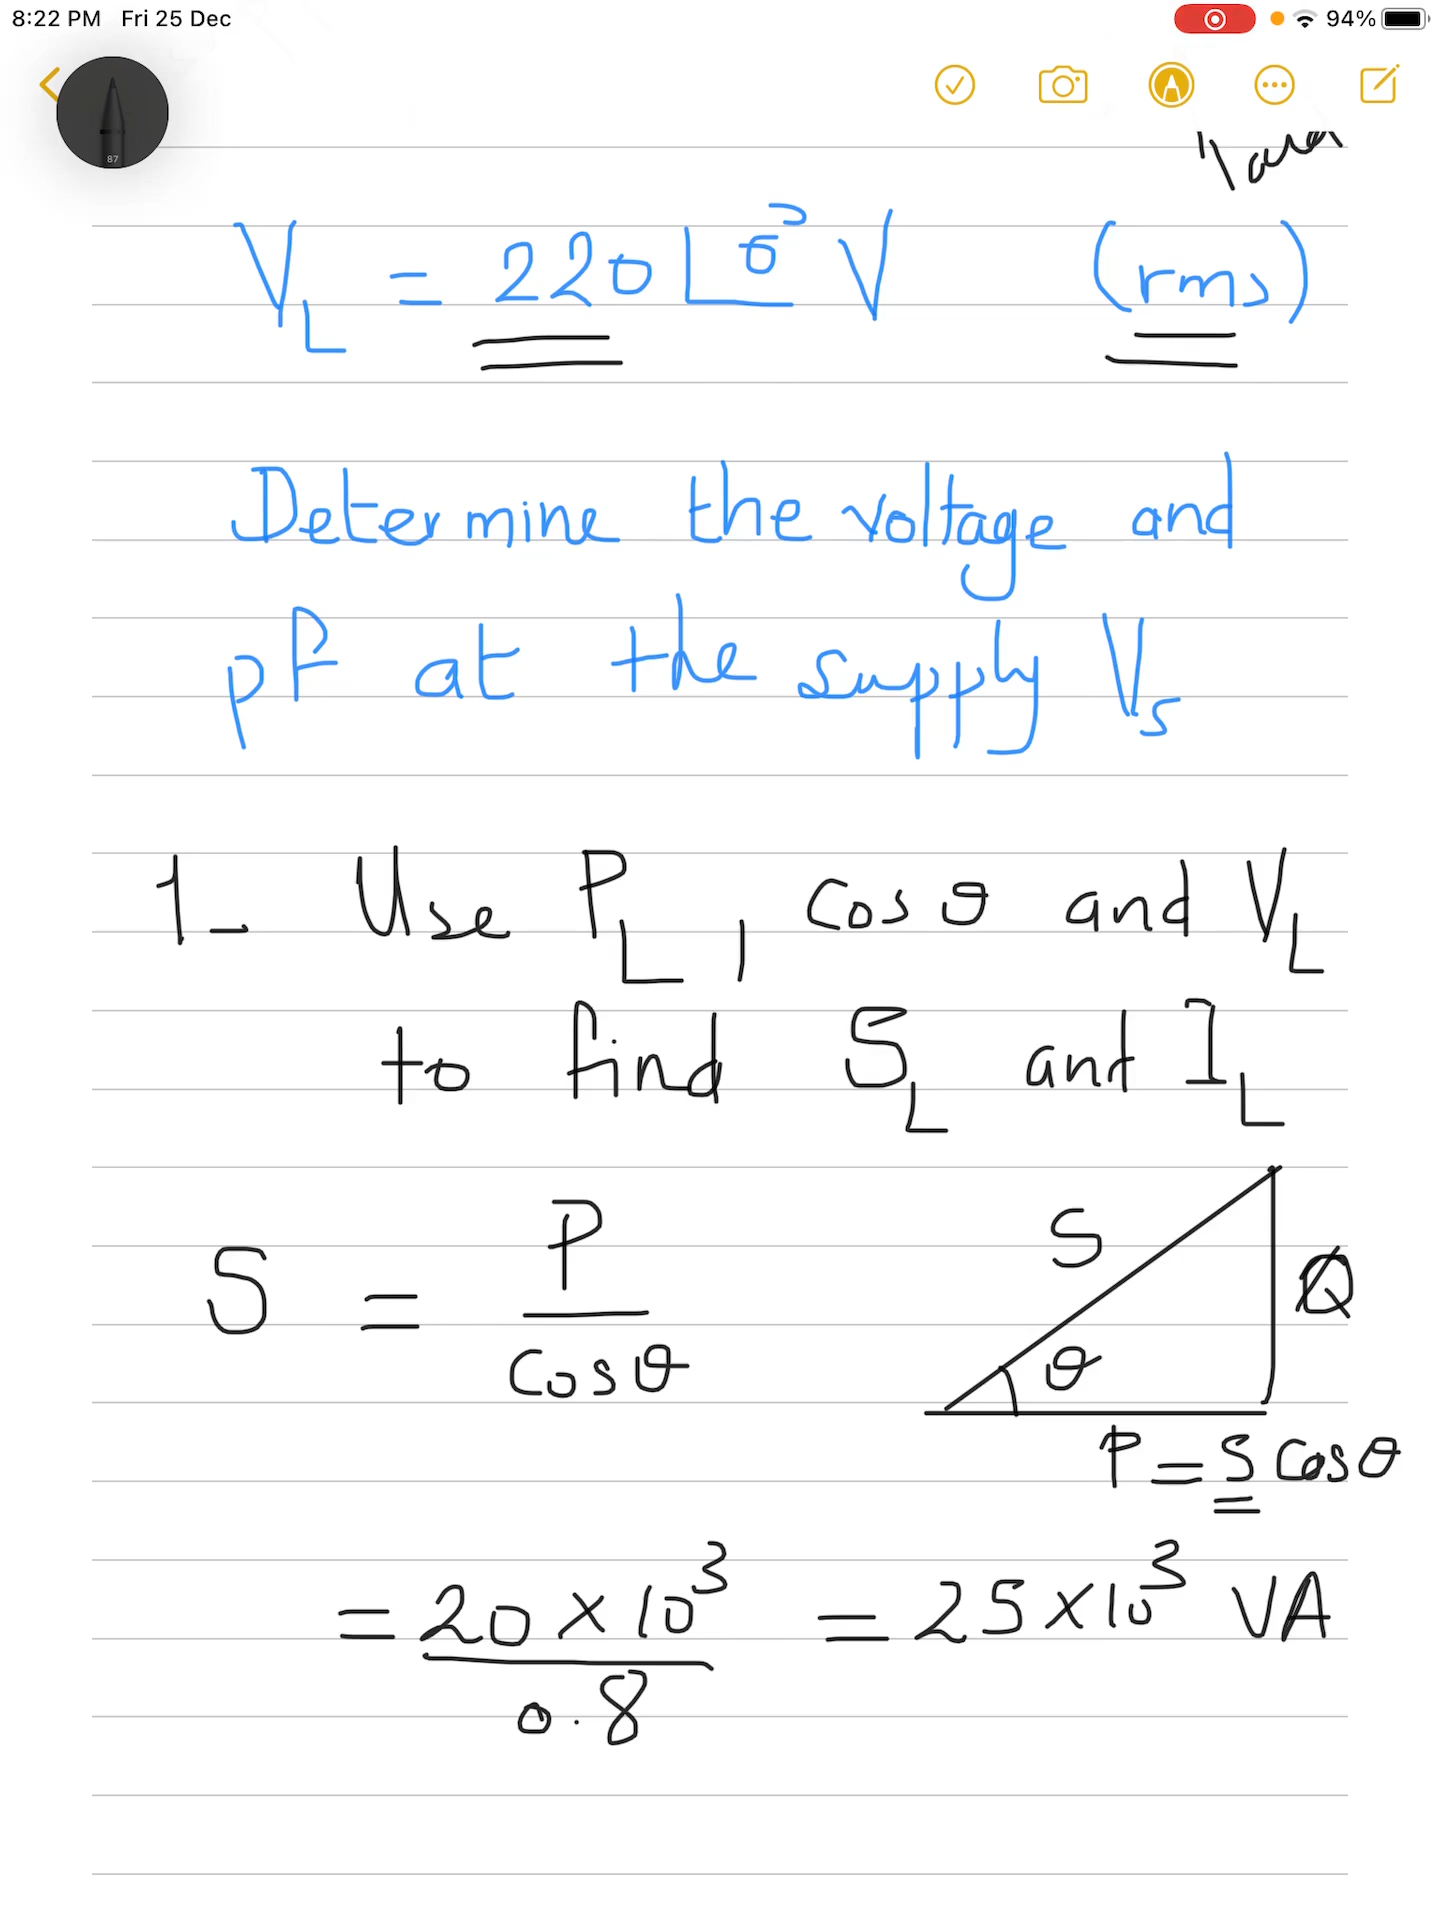 8:22 PM Fri 25 Dec 94%
87
V_L = 220 ∠0° V (rms)
Determine the voltage and
pf at the supply V_s
1- Use P_L, cos θ and V_L
to find S_L and I_L
S = P / cos θ
S
Q
θ
P = S cos θ
= 20 × 10³ / 0.8 = 25 × 10³ VA